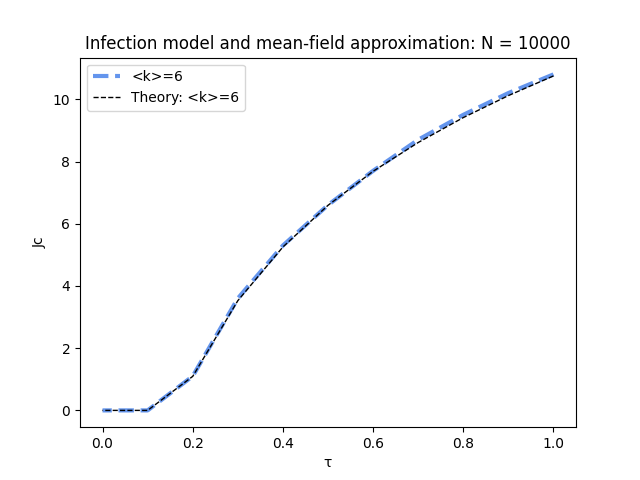 Infection model and mean-field approximation: N = 10000
<k>=6
Theory: <k>=6
Jc
10
8
6
4
2
0
0.0 0.2 0.4 0.6 0.8 1.0
τ